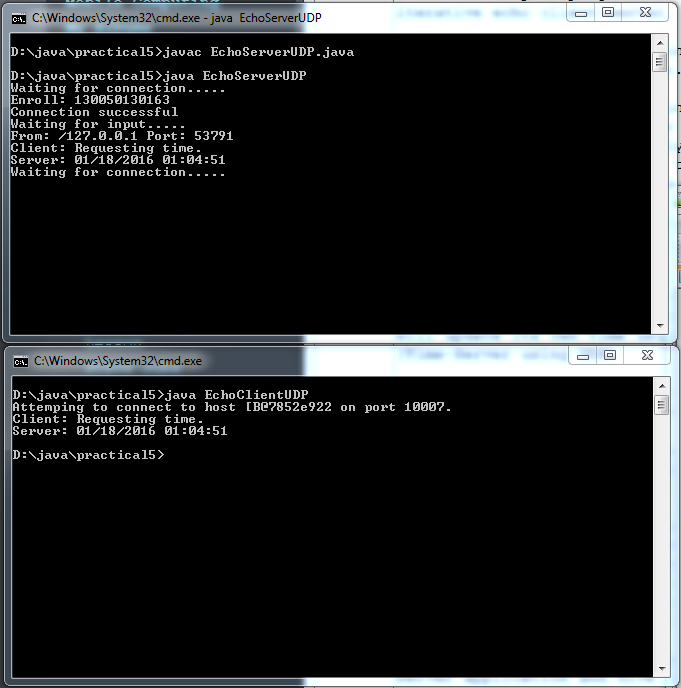 Mobile Computing
C:\Windows\System32\cmd.exe - java  EchoServerUDP
D:\java\practical5>javac EchoServerUDP.java
D:\java\practical5>java EchoServerUDP
Waiting for connection.....
Enroll: 130050130163
Connection successful
Waiting for input.....
From: /127.0.0.1 Port: 53791
Client: Requesting time.
Server: 01/18/2016 01:04:51
Waiting for connection.....
C:\Windows\System32\cmd.exe
D:\java\practical5>java EchoClientUDP
Attemping to connect to host [B@7852e922 on port 10007.
Client: Requesting time.
Server: 01/18/2016 01:04:51
D:\java\practical5>